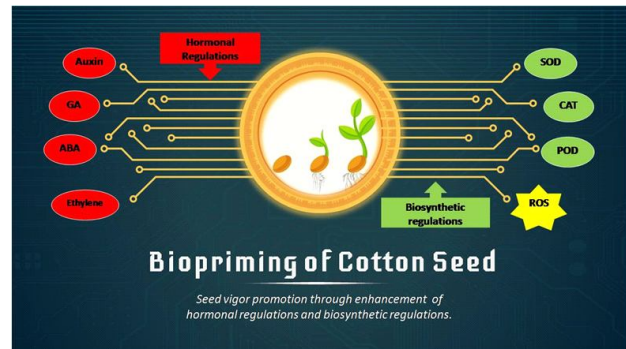 Hormonal
Regulations
Auxin
GA
ABA
Ethylene
SOD
CAT
POD
ROS
Biosynthetic
regulations
Biopriming of Cotton Seed
Seed vigor promotion through enhancement of
hormonal regulations and biosynthetic regulations.